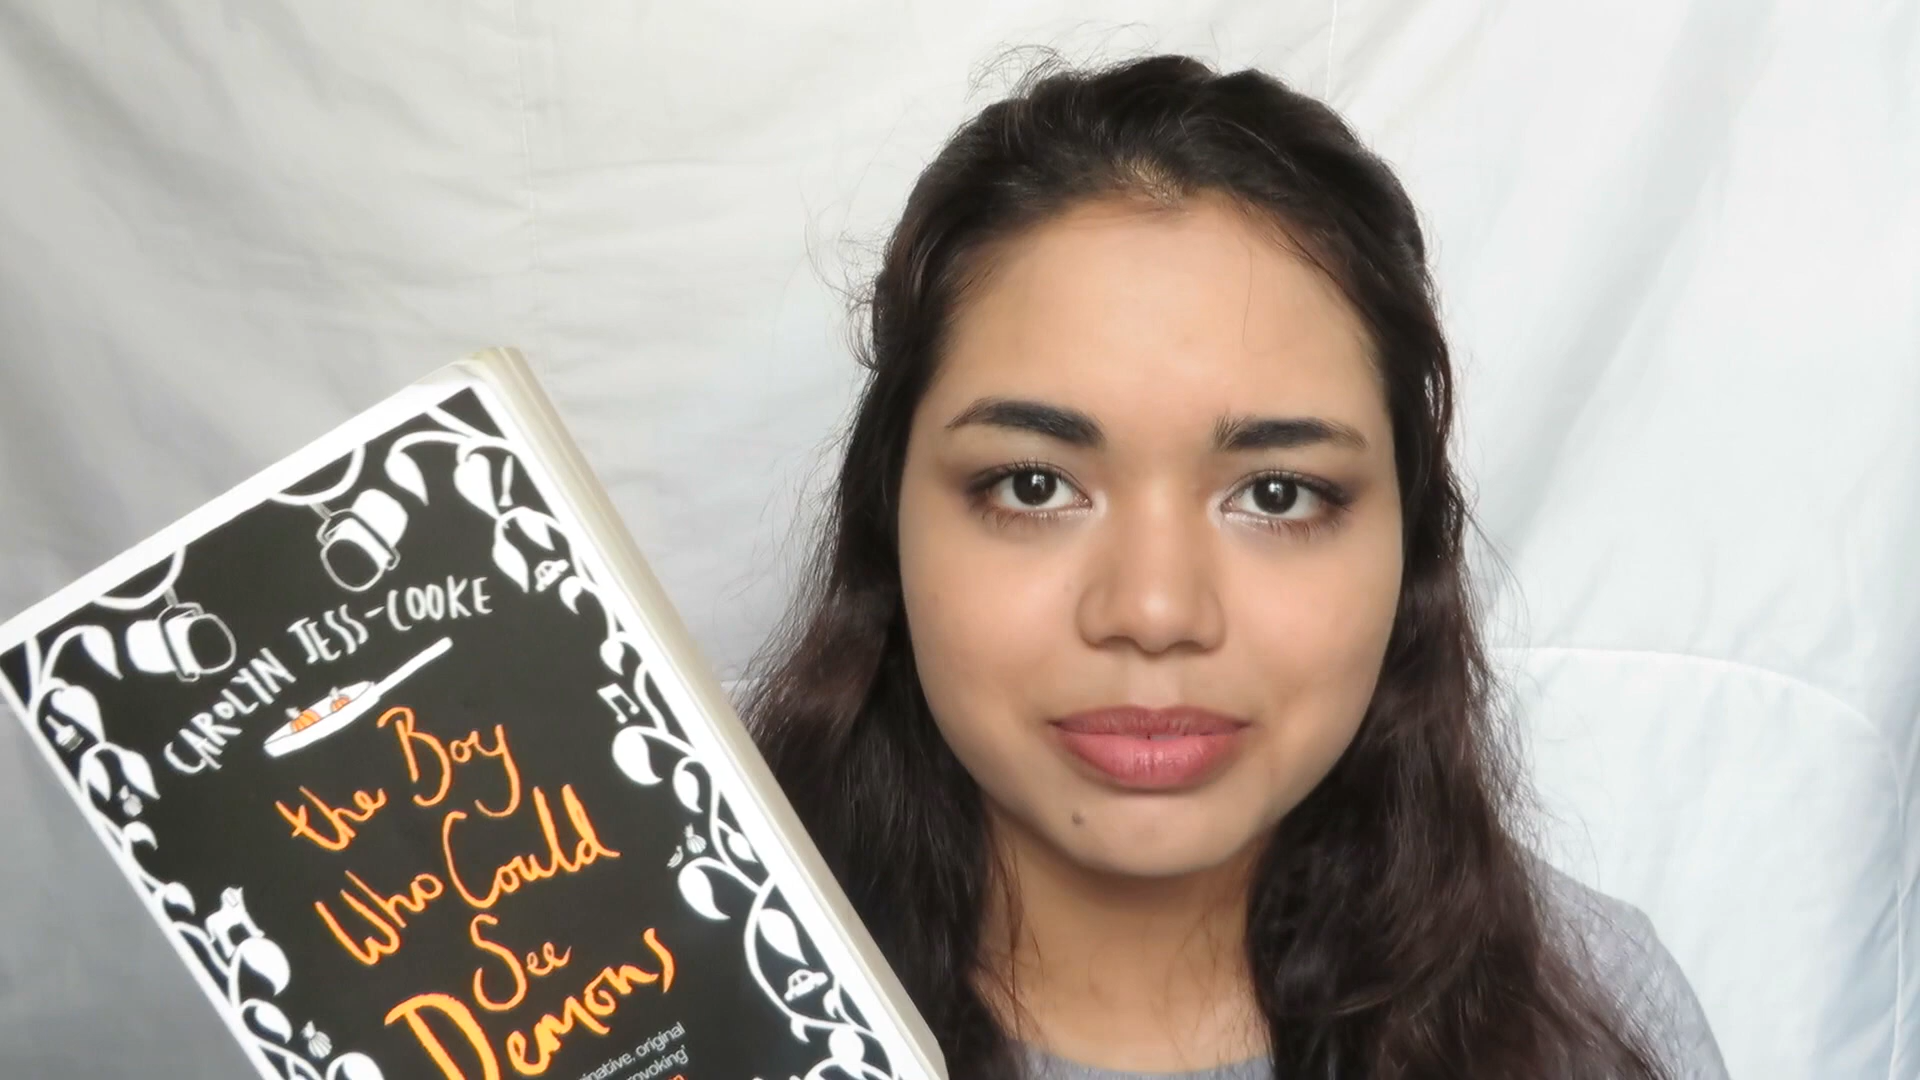 CAROLYN JESS-COOKE
the Boy
Who Could
See
Demons
original